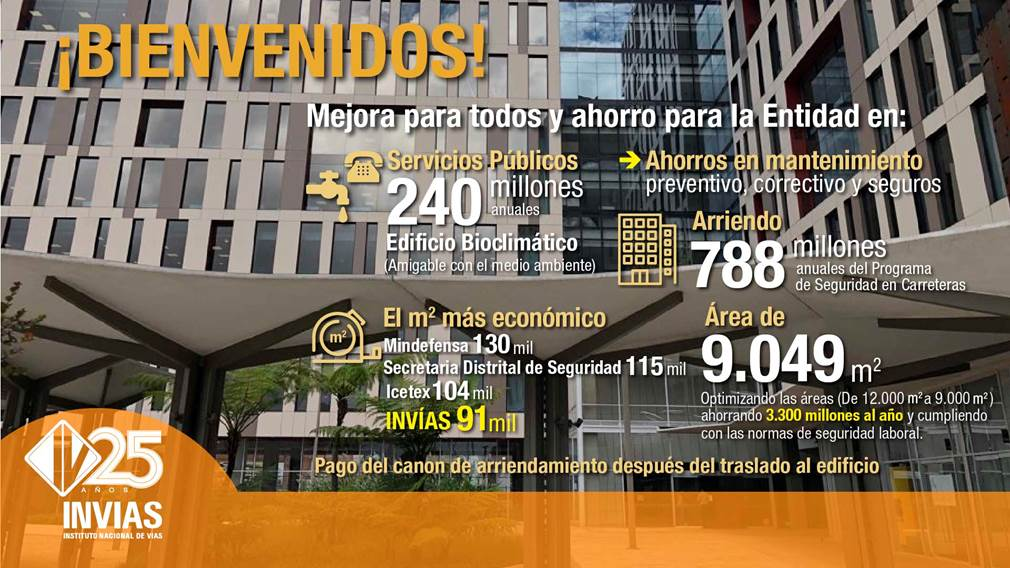 ¡BIENVENIDOS!
Mejora para todos y ahorro para la Entidad en:
Servicios Públicos
240 millones
anuales
Edificio Bioclimático
(Amigable con el medio ambiente)
➔ Ahorros en mantenimiento
preventivo, correctivo y seguros
Arriendo
788 millones
anuales del Programa
de Seguridad en Carreteras
m²
El m² más económico
Mindefensa 130 mil
Secretaria Distrital de Seguridad 115 mil
Icetex 104 mil
INVÍAS 91 mil
Área de
9.049 m²
Optimizando las áreas (De 12.000 m² a 9.000 m²)
ahorrando 3.300 millones al año y cumpliendo
con las normas de seguridad laboral.
Pago del canon de arriendamiento después del traslado al edificio
25
AÑOS
INVIAS
INSTITUTO NACIONAL DE VÍAS